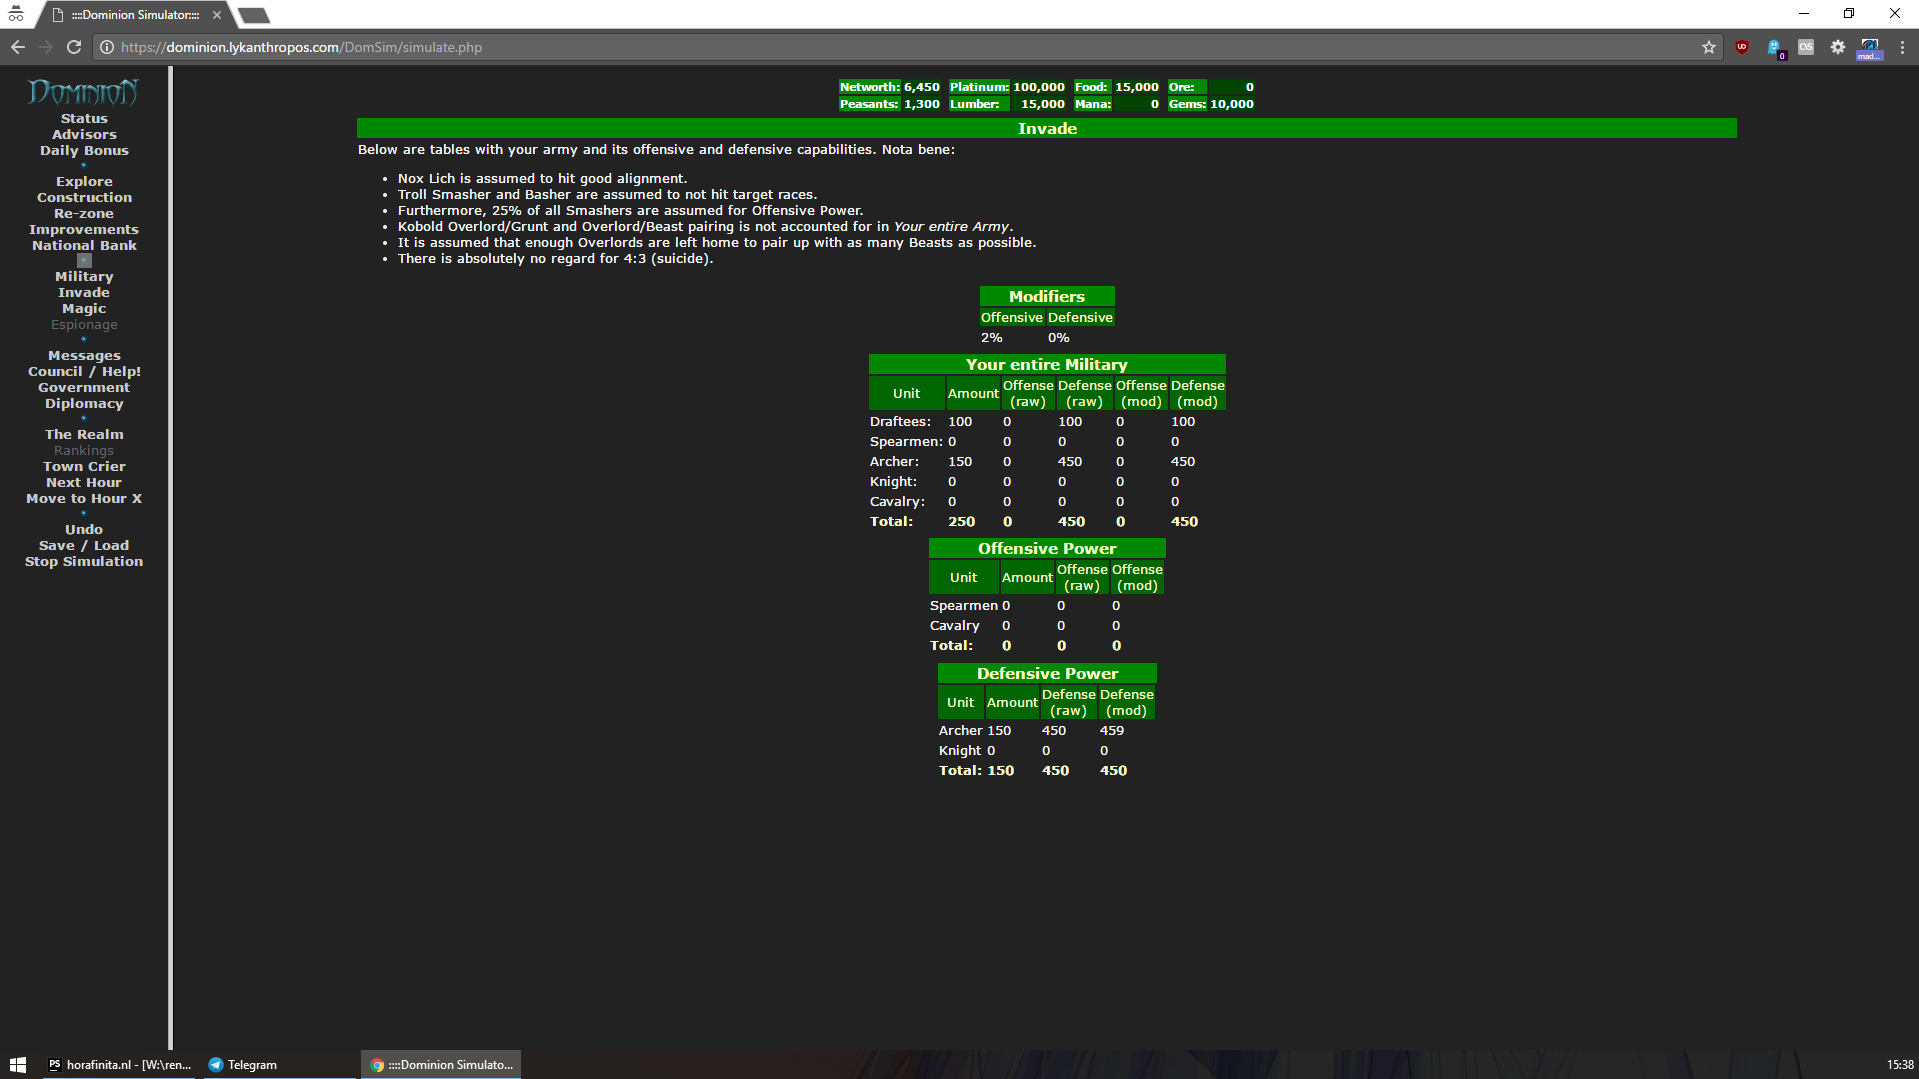 ::::Dominion Simulator::::
https://dominion.lykanthropos.com/DomSim/simulate.php
0
mad...
DOMINION
Status
Advisors
Daily Bonus
Explore
Construction
Re-zone
Improvements
National Bank
Military
Invade
Magic
Espionage
Messages
Council / Help!
Government
Diplomacy
The Realm
Rankings
Town Crier
Next Hour
Move to Hour X
Undo
Save / Load
Stop Simulation
Networth: 6,450 Platinum: 100,000 Food: 15,000 Ore: 0
Peasants: 1,300 Lumber: 15,000 Mana: 0 Gems: 10,000
Invade
Below are tables with your army and its offensive and defensive capabilities. Nota bene:
• Nox Lich is assumed to hit good alignment.
• Troll Smasher and Basher are assumed to not hit target races.
• Furthermore, 25% of all Smashers are assumed for Offensive Power.
• Kobold Overlord/Grunt and Overlord/Beast pairing is not accounted for in Your entire Army.
• It is assumed that enough Overlords are left home to pair up with as many Beasts as possible.
• There is absolutely no regard for 4:3 (suicide).
Modifiers
Offensive Defensive
2% 0%
Your entire Military
Unit Amount Offense (raw) Defense (raw) Offense (mod) Defense (mod)
Draftees: 100 0 100 0 100
Spearmen: 0 0 0 0 0
Archer: 150 0 450 0 450
Knight: 0 0 0 0 0
Cavalry: 0 0 0 0 0
Total: 250 0 450 0 450
Offensive Power
Unit Amount Offense (raw) Offense (mod)
Spearmen 0 0 0
Cavalry 0 0 0
Total: 0 0 0
Defensive Power
Unit Amount Defense (raw) Defense (mod)
Archer 150 450 459
Knight 0 0 0
Total: 150 450 450
PS horafinita.nl - [W:\ren...
Telegram
::::Dominion Simulato...
15:38